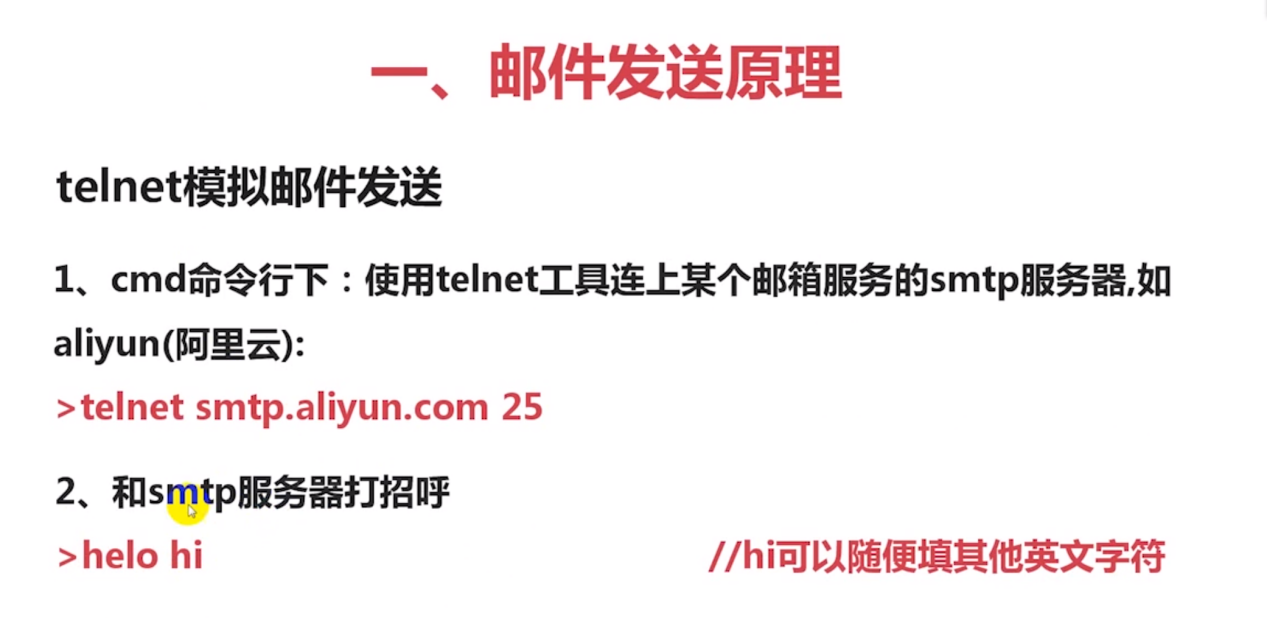 一、邮件发送原理
telnet模拟邮件发送
1、cmd命令行下：使用telnet工具连上某个邮箱服务的smtp服务器,如
aliyun(阿里云):
>telnet smtp.aliyun.com 25
2、和smtp服务器打招呼
>helo hi //hi可以随便填其他英文字符